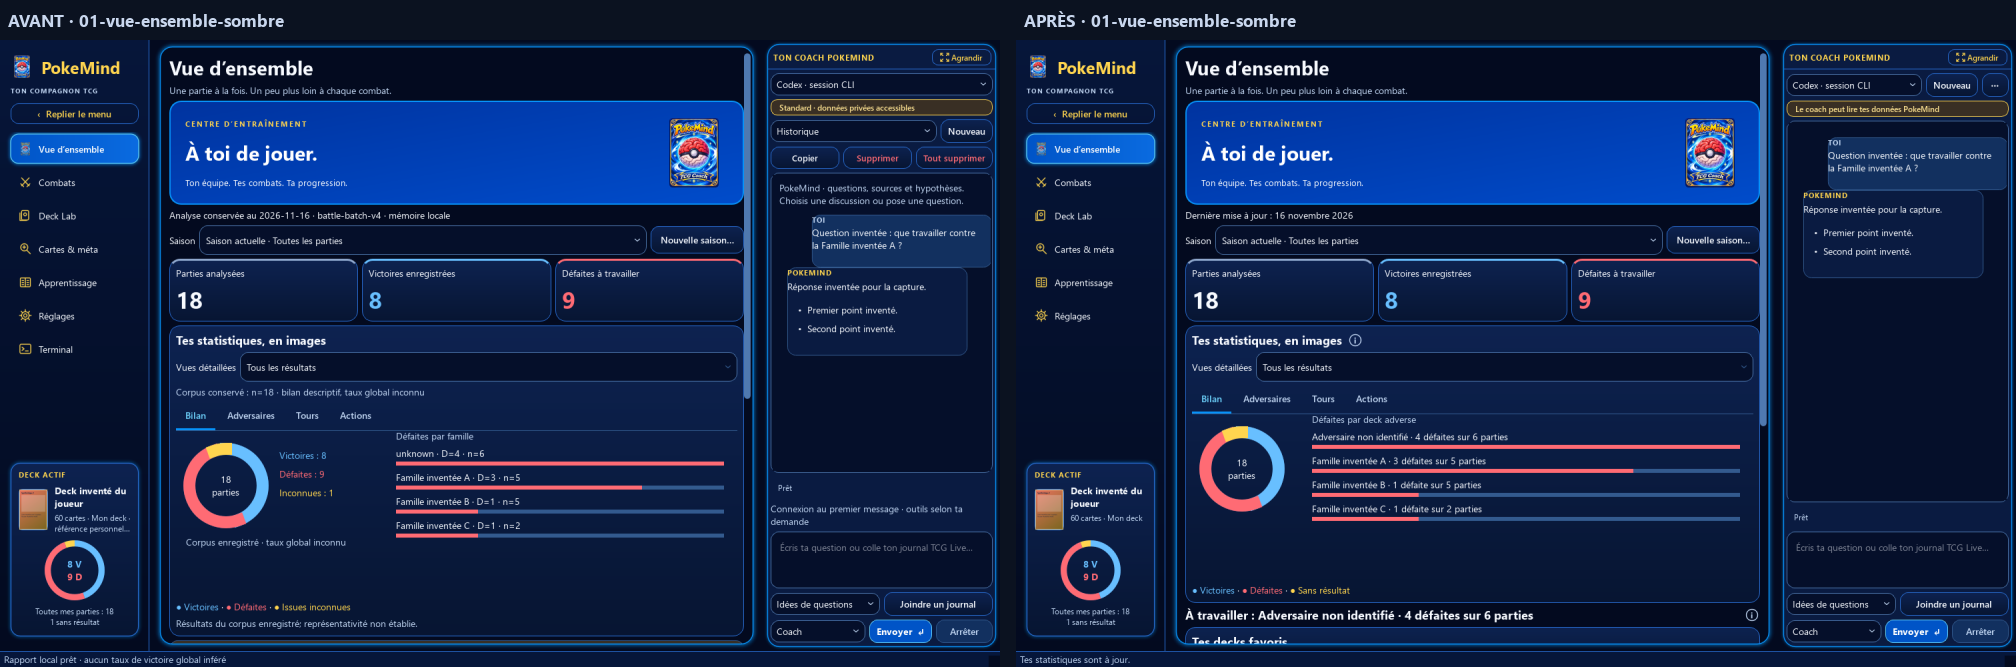 AVANT · 01-vue-ensemble-sombre
PokeMind
TON COMPAGNON TCG
‹ Replier le menu
Vue d'ensemble
Combats
Deck Lab
Cartes & méta
Apprentissage
Réglages
Terminal
DECK ACTIF
Deck inventé du
joueur
60 cartes · Mon deck ·
référence personnel...
8 V
9 D
Toutes mes parties : 18
1 sans résultat
Vue d’ensemble
Une partie à la fois. Un peu plus loin à chaque combat.
CENTRE D'ENTRAÎNEMENT
À toi de jouer.
Ton équipe. Tes combats. Ta progression.
PokeMind
TCG Coach
Analyse conservée au 2026-11-16 · battle-batch-v4 · mémoire locale
Saison
Saison actuelle · Toutes les parties
Nouvelle saison...
Parties analysées
18
Victoires enregistrées
8
Défaites à travailler
9
Tes statistiques, en images
Vues détaillées
Tous les résultats
Corpus conservé : n=18 · bilan descriptif, taux global inconnu
Bilan
Adversaires
Tours
Actions
18
parties
Victoires : 8
Défaites : 9
Inconnues : 1
Corpus enregistré · taux global inconnu
Défaites par famille
unknown · D=4 · n=6
Famille inventée A · D=3 · n=5
Famille inventée B · D=1 · n=5
Famille inventée C · D=1 · n=2
● Victoires · ● Défaites · ● Issues inconnues
Résultats du corpus enregistré; représentativité non établie.
TON COACH POKEMIND
Agrandir
Codex · session CLI
Standard · données privées accessibles
Historique
Nouveau
Copier
Supprimer
Tout supprimer
PokeMind · questions, sources et hypothèses.
Choisis une discussion ou pose une question.
TOI
Question inventée : que travailler contre
la Famille inventée A ?
POKEMIND
Réponse inventée pour la capture.
• Premier point inventé.
• Second point inventé.
Prêt
Connexion au premier message · outils selon ta
demande
Écris ta question ou colle ton journal TCG Live...
Idées de questions
Joindre un journal
Coach
Envoyer ↲
Arrêter
Rapport local prêt · aucun taux de victoire global inféré
APRÈS · 01-vue-ensemble-sombre
PokeMind
TON COMPAGNON TCG
‹ Replier le menu
Vue d'ensemble
Combats
Deck Lab
Cartes & méta
Apprentissage
Réglages
DECK ACTIF
Deck inventé du
joueur
60 cartes · Mon deck
8 V
9 D
Toutes mes parties : 18
1 sans résultat
Vue d’ensemble
Une partie à la fois. Un peu plus loin à chaque combat.
CENTRE D'ENTRAÎNEMENT
À toi de jouer.
Ton équipe. Tes combats. Ta progression.
PokeMind
TCG Coach
Dernière mise à jour : 16 novembre 2026
Saison
Saison actuelle · Toutes les parties
Nouvelle saison...
Parties analysées
18
Victoires enregistrées
8
Défaites à travailler
9
Tes statistiques, en images
Vues détaillées
Tous les résultats
Bilan
Adversaires
Tours
Actions
18
parties
Défaites par deck adverse
Adversaire non identifié · 4 défaites sur 6 parties
Famille inventée A · 3 défaites sur 5 parties
Famille inventée B · 1 défaite sur 5 parties
Famille inventée C · 1 défaite sur 2 parties
● Victoires · ● Défaites · ● Sans résultat
À travailler : Adversaire non identifié · 4 défaites sur 6 parties
Tes decks favoris
TON COACH POKEMIND
Agrandir
Codex · session CLI
Nouveau
···
Le coach peut lire tes données PokeMind
TOI
Question inventée : que travailler contre
la Famille inventée A ?
POKEMIND
Réponse inventée pour la capture.
• Premier point inventé.
• Second point inventé.
Prêt
Écris ta question ou colle ton journal TCG Live...
Idées de questions
Joindre un journal
Coach
Envoyer ↲
Arrêter
Tes statistiques sont à jour.